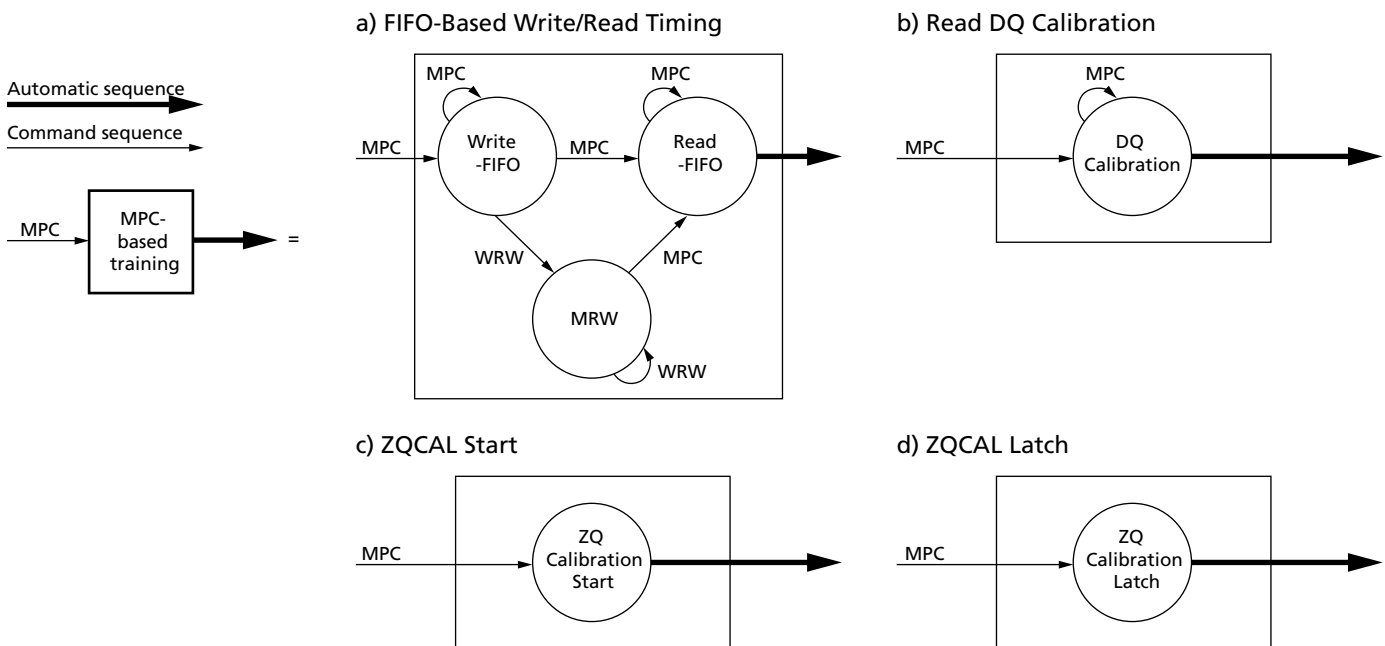 Automatic sequence
Command sequence
MPC
MPC-
based
training
=
a) FIFO-Based Write/Read Timing
MPC
MPC
MPC
Write
-FIFO
MPC
Read
-FIFO
WRW
MPC
MRW
WRW
b) Read DQ Calibration
MPC
MPC
DQ
Calibration
c) ZQCAL Start
MPC
ZQ
Calibration
Start
d) ZQCAL Latch
MPC
ZQ
Calibration
Latch